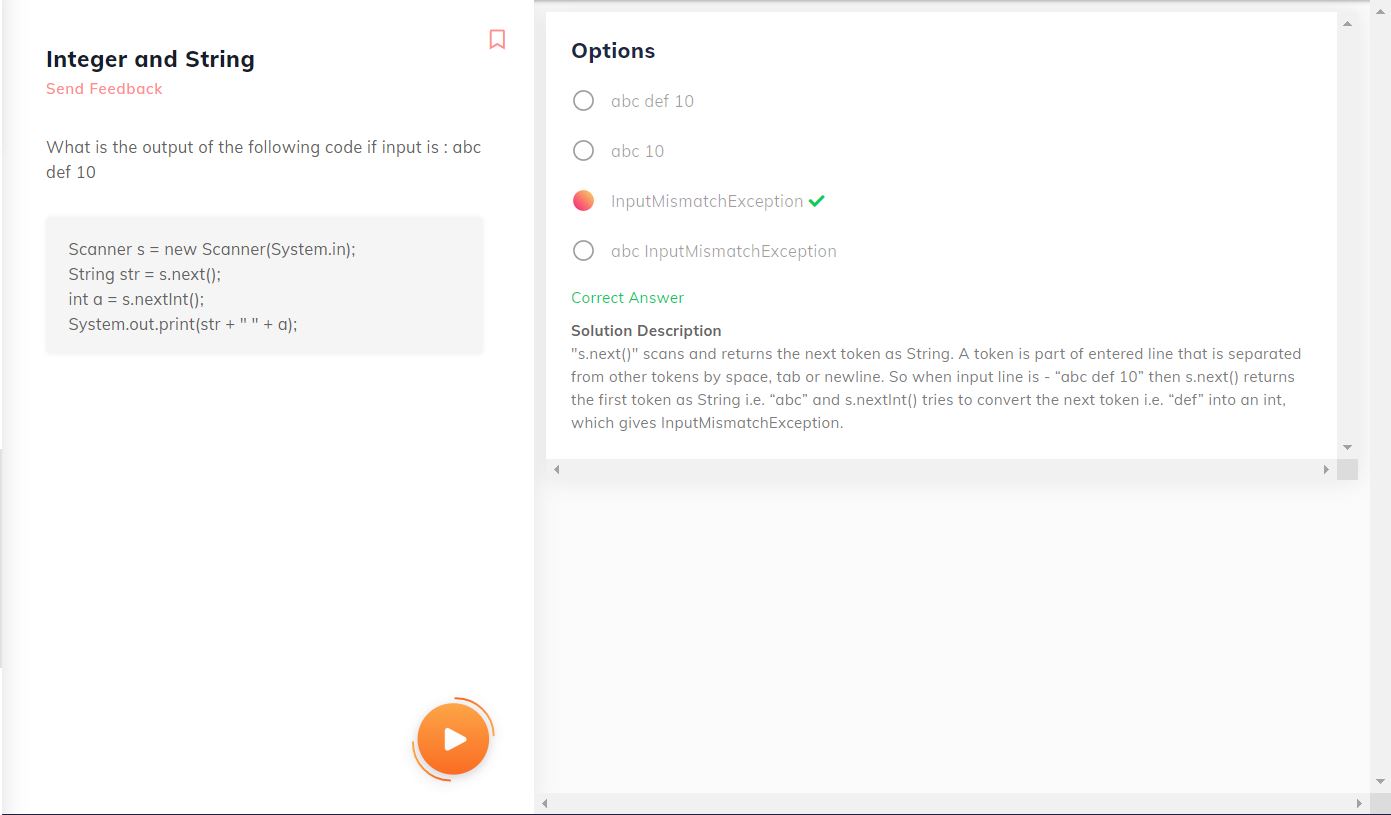 Integer and String
Send Feedback
What is the output of the following code if input is : abc
def 10
Scanner s = new Scanner(System.in);
String str = s.next();
int a = s.nextInt();
System.out.print(str + " " + a);
Options
abc def 10
abc 10
InputMismatchException
abc InputMismatchException
Correct Answer
Solution Description
"s.next()" scans and returns the next token as String. A token is part of entered line that is separated
from other tokens by space, tab or newline. So when input line is - “abc def 10” then s.next() returns
the first token as String i.e. “abc” and s.nextInt() tries to convert the next token i.e. “def” into an int,
which gives InputMismatchException.